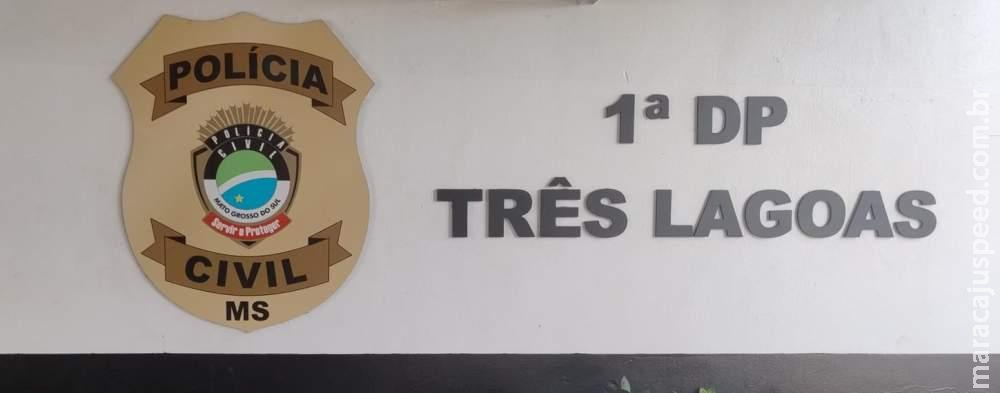 POLÍCIA
POLÍCIA
CIVIL
MATO GROSSO DO SUL
Servir e Proteger
CIVIL
MS
1ª DP
TRÊS LAGOAS
maracajuspeed.com.br